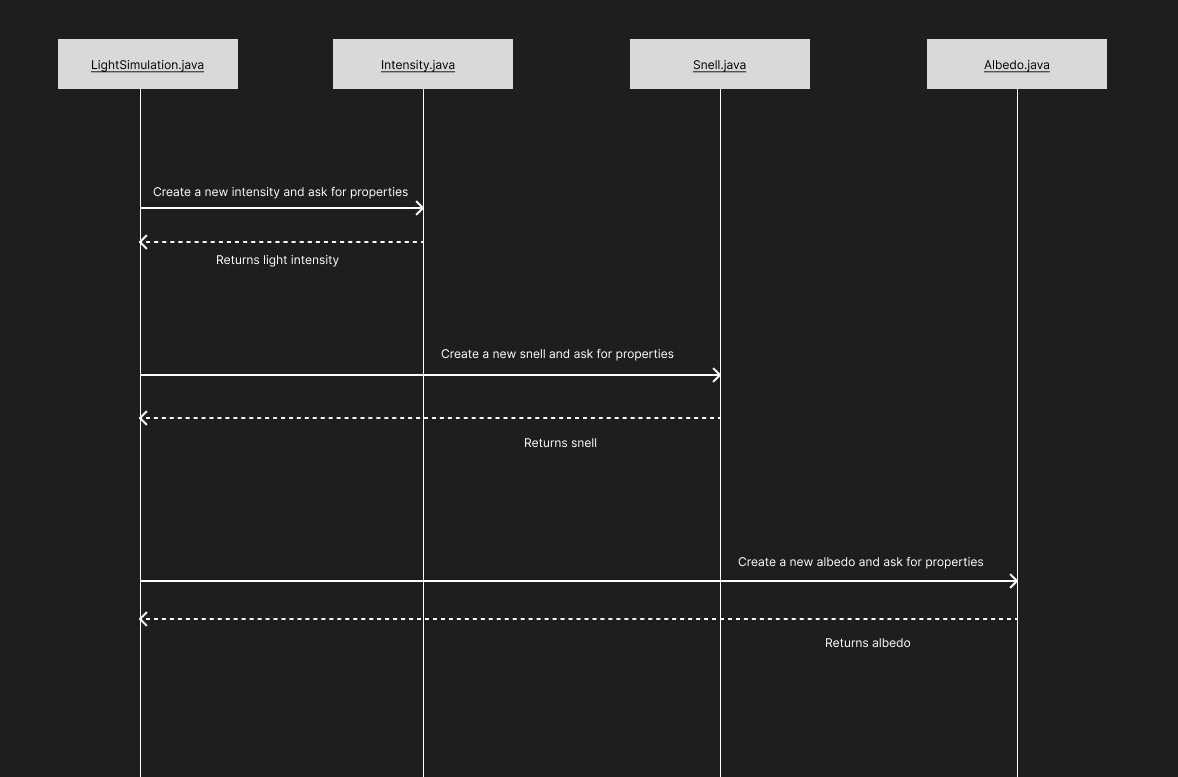 LightSimulation.java
Intensity.java
Snell.java
Albedo.java
Create a new intensity and ask for properties
Returns light intensity
Create a new snell and ask for properties
Returns snell
Create a new albedo and ask for properties
Returns albedo